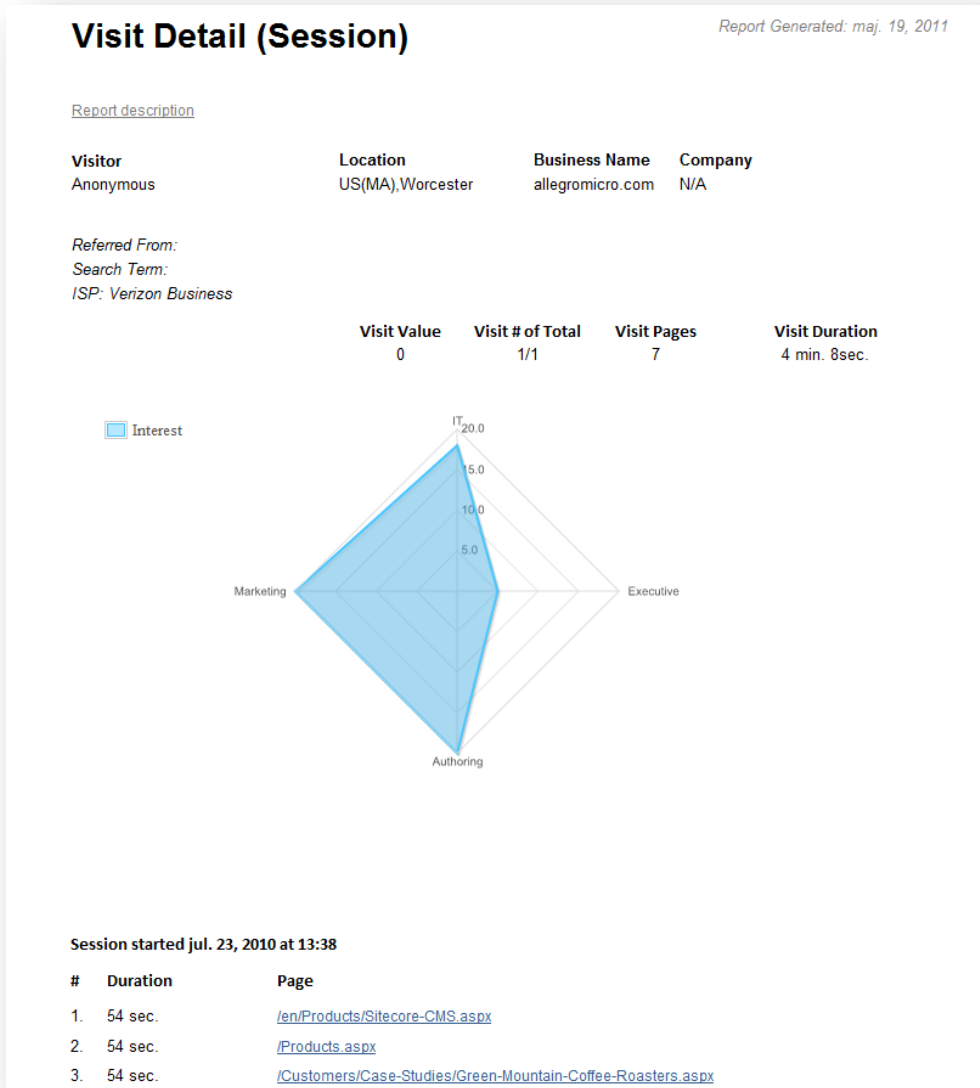 Visit Detail (Session)
Report Generated: maj. 19, 2011
Report description
Visitor Location Business Name Company
Anonymous US(MA),Worcester allegromicro.com N/A
Referred From:
Search Term:
ISP: Verizon Business
Visit Value Visit # of Total Visit Pages Visit Duration
0 1/1 7 4 min. 8sec.
Interest
IT
20.0
15.0
10.0
5.0
Marketing Executive
Authoring
Session started jul. 23, 2010 at 13:38
# Duration Page
1. 54 sec. /en/Products/Sitecore-CMS.aspx
2. 54 sec. /Products.aspx
3. 54 sec. /Customers/Case-Studies/Green-Mountain-Coffee-Roasters.aspx